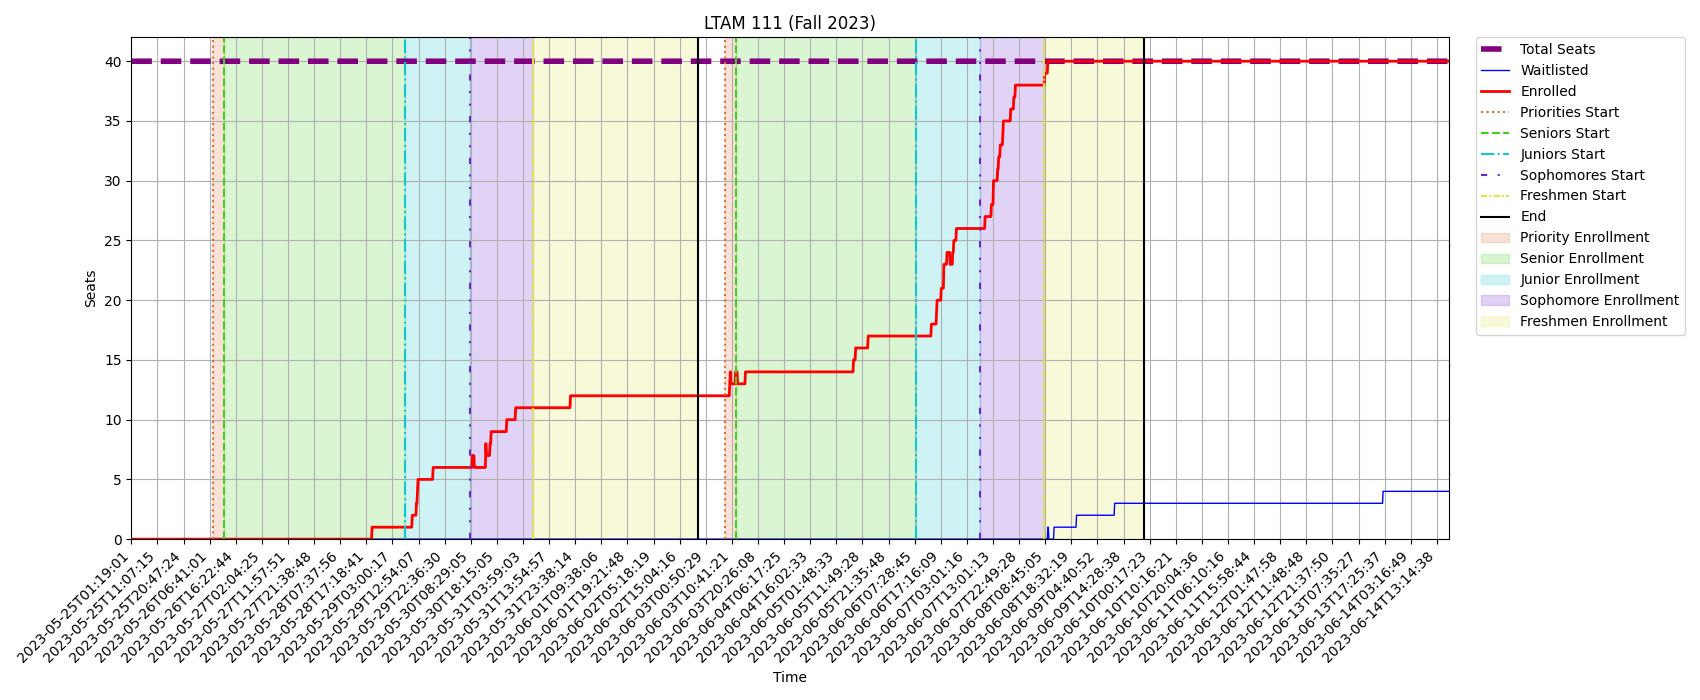 LTAM 111 (Fall 2023)
Seats
40
35
30
25
20
15
10
5
0
2023-05-25T01:19:01
2023-05-25T11:07:15
2023-05-25T20:47:24
2023-05-26T06:41:01
2023-05-26T16:22:44
2023-05-27T02:04:25
2023-05-27T11:57:51
2023-05-27T21:38:48
2023-05-28T07:37:56
2023-05-28T17:18:41
2023-05-29T03:00:17
2023-05-29T12:54:07
2023-05-29T22:36:30
2023-05-30T08:29:05
2023-05-30T18:15:05
2023-05-31T03:59:03
2023-05-31T13:54:57
2023-05-31T23:38:14
2023-06-01T09:38:06
2023-06-01T19:21:48
2023-06-02T05:18:19
2023-06-02T15:04:16
2023-06-03T00:50:29
2023-06-03T10:41:21
2023-06-03T20:26:08
2023-06-04T06:17:25
2023-06-04T16:02:33
2023-06-05T01:48:33
2023-06-05T11:49:28
2023-06-05T21:35:48
2023-06-06T07:28:45
2023-06-06T17:16:09
2023-06-07T03:01:16
2023-06-07T13:01:13
2023-06-07T22:49:28
2023-06-08T08:45:05
2023-06-08T18:32:19
2023-06-09T04:40:52
2023-06-09T14:28:38
2023-06-10T00:17:23
2023-06-10T10:16:21
2023-06-10T20:04:36
2023-06-11T06:10:16
2023-06-11T15:58:44
2023-06-12T01:47:58
2023-06-12T11:48:48
2023-06-12T21:37:50
2023-06-13T07:35:27
2023-06-13T17:25:37
2023-06-14T03:16:49
2023-06-14T13:14:38
Time
Total Seats
Waitlisted
Enrolled
Priorities Start
Seniors Start
Juniors Start
Sophomores Start
Freshmen Start
End
Priority Enrollment
Senior Enrollment
Junior Enrollment
Sophomore Enrollment
Freshmen Enrollment